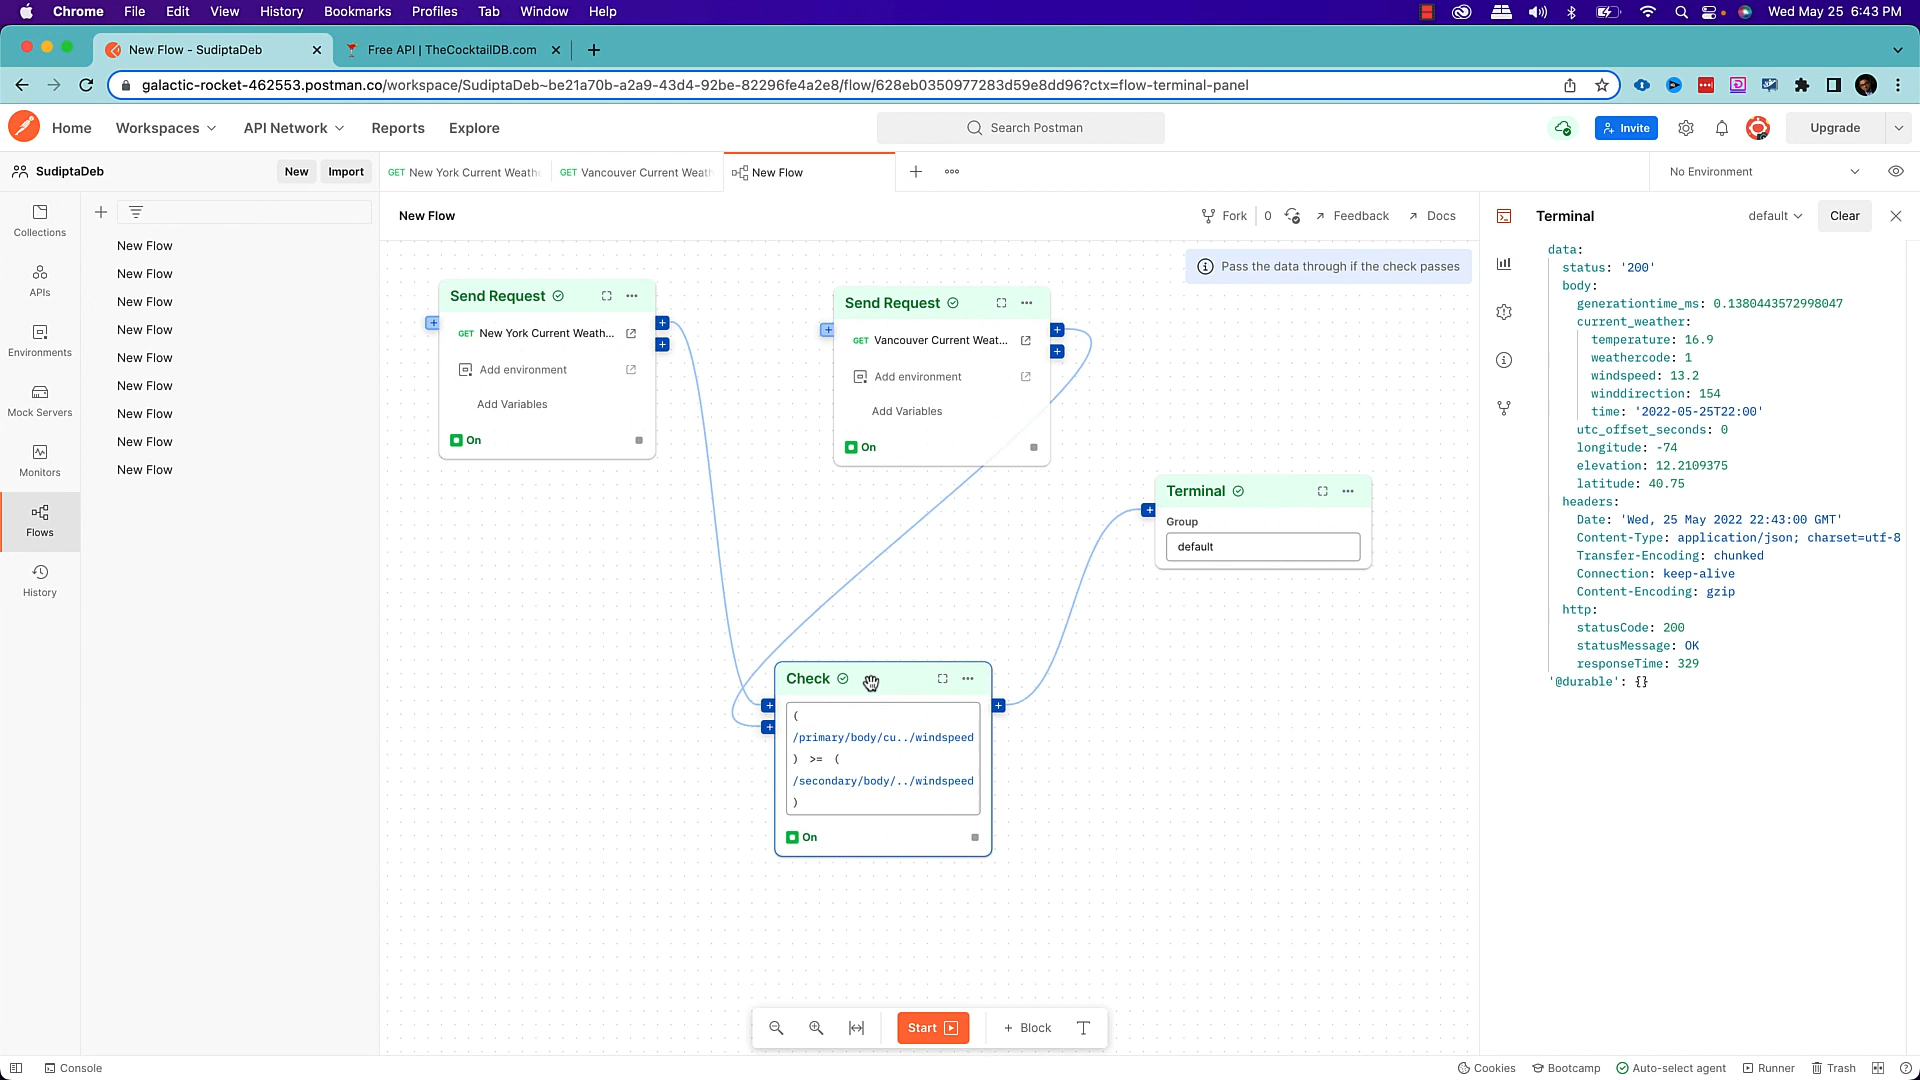 Chrome File Edit View History Bookmarks Profiles Tab Window Help Wed May 25 6:43 PM
New Flow - SudiptaDeb Free API | TheCocktailDB.com
galactic-rocket-462553.postman.co/workspace/SudiptaDeb~be21a70b-a2a9-43d4-92be-82296fe4a2e8/flow/628eb0350977283d59e8dd96?ctx=flow-terminal-panel
Home Workspaces API Network Reports Explore Search Postman Invite Upgrade
SudiptaDeb New Import GET New York Current Weath GET Vancouver Current Weath New Flow No Environment
Collections
APIs
Environments
Mock Servers
Monitors
Flows
History
New Flow
New Flow
New Flow
New Flow
New Flow
New Flow
New Flow
New Flow
New Flow
New Flow Fork 0 Feedback Docs
Pass the data through if the check passes
Send Request
GET New York Current Weath...
Add environment
Add Variables
On
Send Request
GET Vancouver Current Weat...
Add environment
Add Variables
On
Terminal
Group
default
Check
(
/primary/body/cu../windspeed
) >= (
/secondary/body/../windspeed
)
On
Start + Block T
Terminal default Clear
data:
status: '200'
body:
generationtime_ms: 0.1380443572998047
current_weather:
temperature: 16.9
weathercode: 1
windspeed: 13.2
winddirection: 154
time: '2022-05-25T22:00'
utc_offset_seconds: 0
longitude: -74
elevation: 12.2109375
latitude: 40.75
headers:
Date: 'Wed, 25 May 2022 22:43:00 GMT'
Content-Type: application/json; charset=utf-8
Transfer-Encoding: chunked
Connection: keep-alive
Content-Encoding: gzip
http:
statusCode: 200
statusMessage: OK
responseTime: 329
'@durable': {}
Console Cookies Bootcamp Auto-select agent Runner Trash